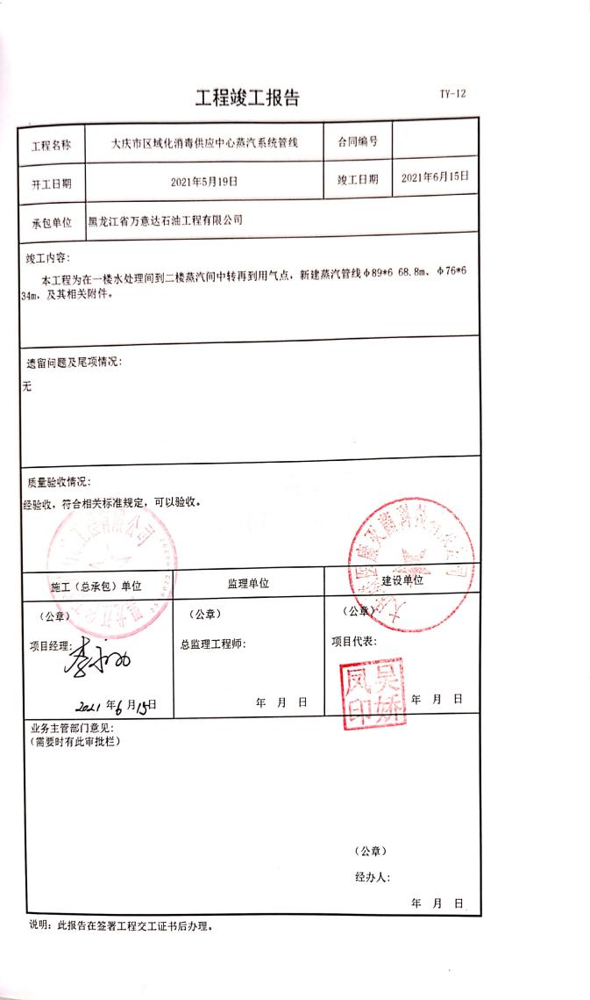 工程竣工报告
TY-12
工程名称 大庆市区域化消毒供应中心蒸汽系统管线 合同编号
开工日期 2021年5月19日 竣工日期 2021年6月15日
承包单位 黑龙江省万意达石油工程有限公司
竣工内容:
本工程为在一楼水处理间到二楼蒸汽间中转再到用气点，新建蒸汽管线φ89*6 68.8m、φ76*6
34m，及其相关附件。
遗留问题及尾项情况:
无
质量验收情况:
经验收，符合相关标准规定，可以验收。
施工（总承包）单位 监理单位 建设单位
（公章） （公章） （公章）
项目经理: 总监理工程师: 项目代表:
吴娇凤印
2021年6月15日 年 月 日 年 月 日
业务主管部门意见:
（需要时有此审批栏）
（公章）
经办人:
年 月 日
说明: 此报告在签署工程交工证书后办理。